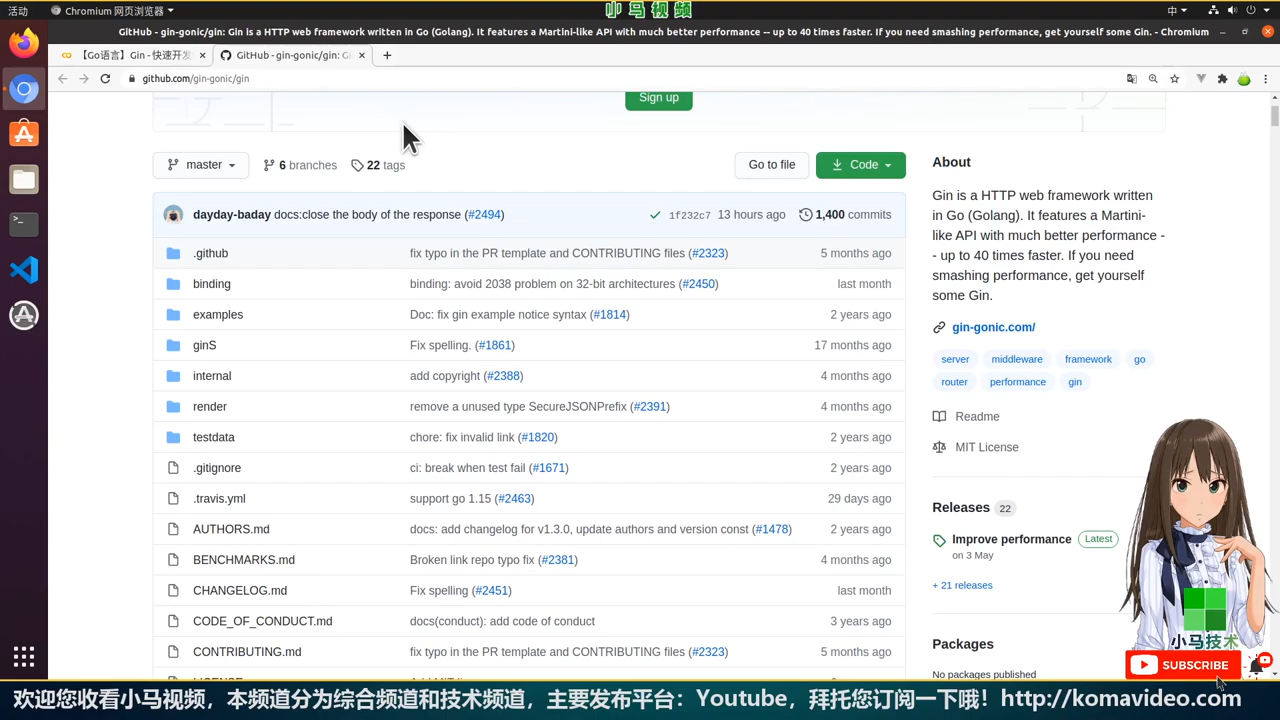 活动
Chromium 网页浏览器
小马视频
中
GitHub - gin-gonic/gin: Gin is a HTTP web framework written in Go (Golang). It features a Martini-like API with much better performance -- up to 40 times faster. If you need smashing performance, get yourself some Gin. - Chromium
【Go语言】Gin - 快速开发
GitHub - gin-gonic/gin: G
github.com/gin-gonic/gin
Sign up
master
6 branches
22 tags
Go to file
Code
dayday-baday docs:close the body of the response (#2494)
1f232c7 13 hours ago
1,400 commits
.github fix typo in the PR template and CONTRIBUTING files (#2323) 5 months ago
binding binding: avoid 2038 problem on 32-bit architectures (#2450) last month
examples Doc: fix gin example notice syntax (#1814) 2 years ago
ginS Fix spelling. (#1861) 17 months ago
internal add copyright (#2388) 4 months ago
render remove a unused type SecureJSONPrefix (#2391) 4 months ago
testdata chore: fix invalid link (#1820) 2 years ago
.gitignore ci: break when test fail (#1671) 2 years ago
.travis.yml support go 1.15 (#2463) 29 days ago
AUTHORS.md docs: add changelog for v1.3.0, update authors and version const (#1478) 2 years ago
BENCHMARKS.md Broken link repo typo fix (#2381) 4 months ago
CHANGELOG.md Fix spelling (#2451) last month
CODE_OF_CONDUCT.md docs(conduct): add code of conduct 3 years ago
CONTRIBUTING.md fix typo in the PR template and CONTRIBUTING files (#2323) 5 months ago
About
Gin is a HTTP web framework written
in Go (Golang). It features a Martini-
like API with much better performance -
- up to 40 times faster. If you need
smashing performance, get yourself
some Gin.
gin-gonic.com/
server middleware framework go
router performance gin
Readme
MIT License
Releases 22
Improve performance Latest
on 3 May
+ 21 releases
Packages
No packages published
小马技术
SUBSCRIBE
欢迎您收看小马视频，本频道分为综合频道和技术频道，主要发布平台：Youtube，拜托您订阅一下哦！http://komavideo.com